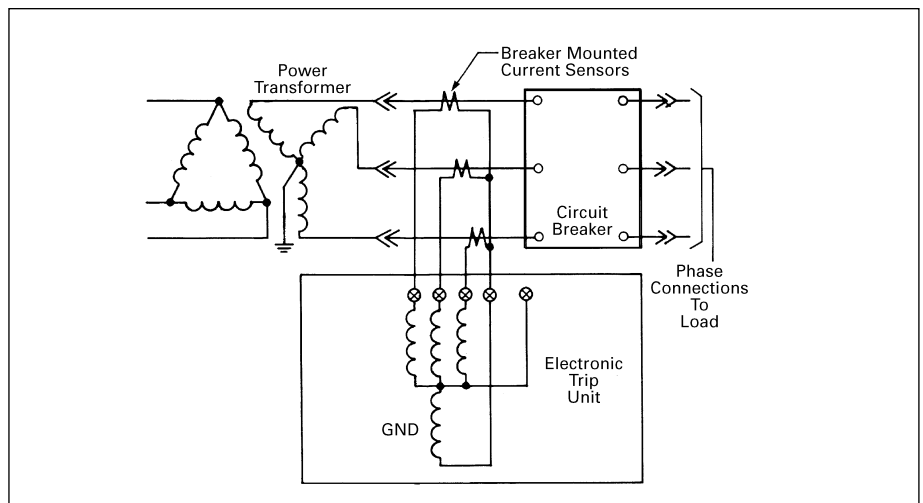 Breaker Mounted
Current Sensors
Power
Transformer
Circuit
Breaker
Phase
Connections
To
Load
Electronic
Trip
Unit
GND